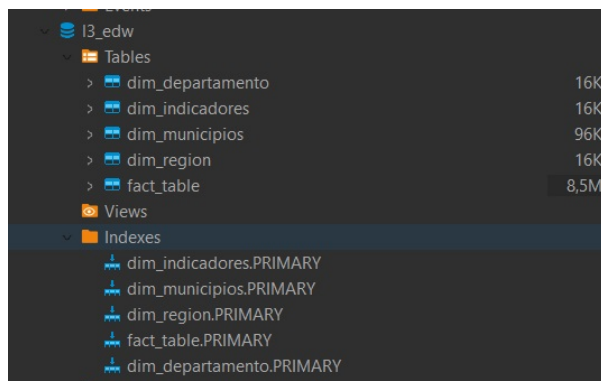 Events
l3_edw
Tables
dim_departamento 16K
dim_indicadores 16K
dim_municipios 96K
dim_region 16K
fact_table 8,5M
Views
Indexes
dim_indicadores.PRIMARY
dim_municipios.PRIMARY
dim_region.PRIMARY
fact_table.PRIMARY
dim_departamento.PRIMARY